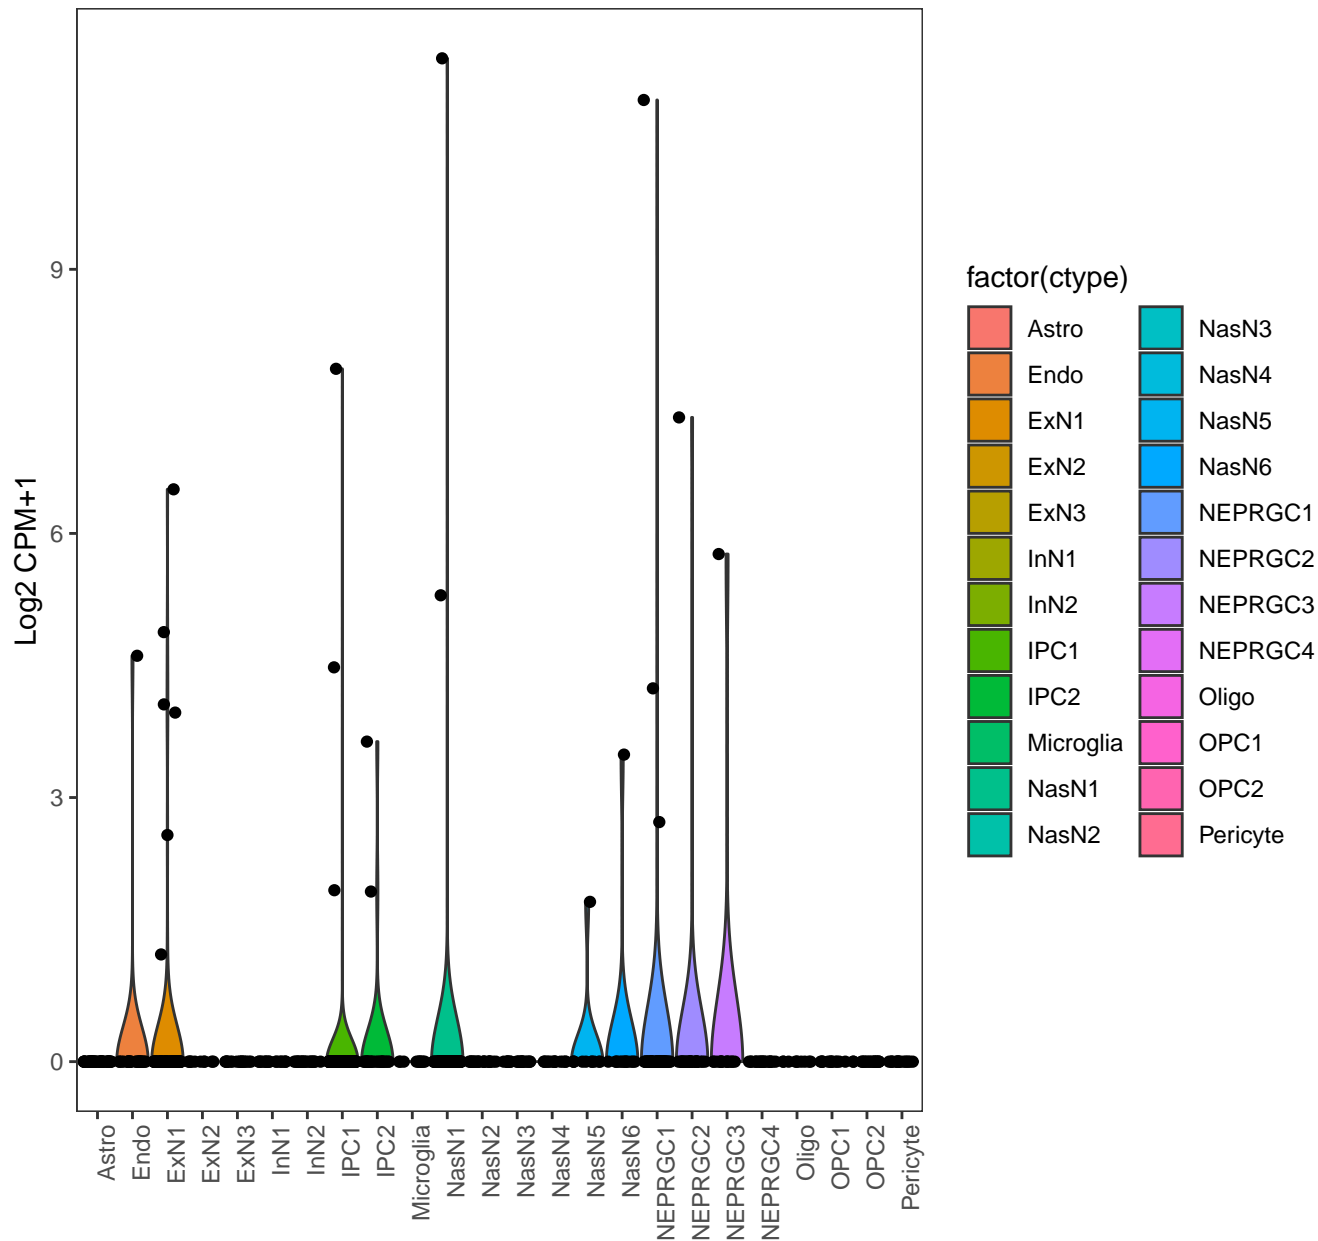 Log2 CPM+1
9
6
3
0
Astro
Endo
ExN1
ExN2
ExN3
InN1
InN2
IPC1
IPC2
Microglia
NasN1
NasN2
NasN3
NasN4
NasN5
NasN6
NEPRGC1
NEPRGC2
NEPRGC3
NEPRGC4
Oligo
OPC1
OPC2
Pericyte
factor(ctype)
Astro
Endo
ExN1
ExN2
ExN3
InN1
InN2
IPC1
IPC2
Microglia
NasN1
NasN2
NasN3
NasN4
NasN5
NasN6
NEPRGC1
NEPRGC2
NEPRGC3
NEPRGC4
Oligo
OPC1
OPC2
Pericyte